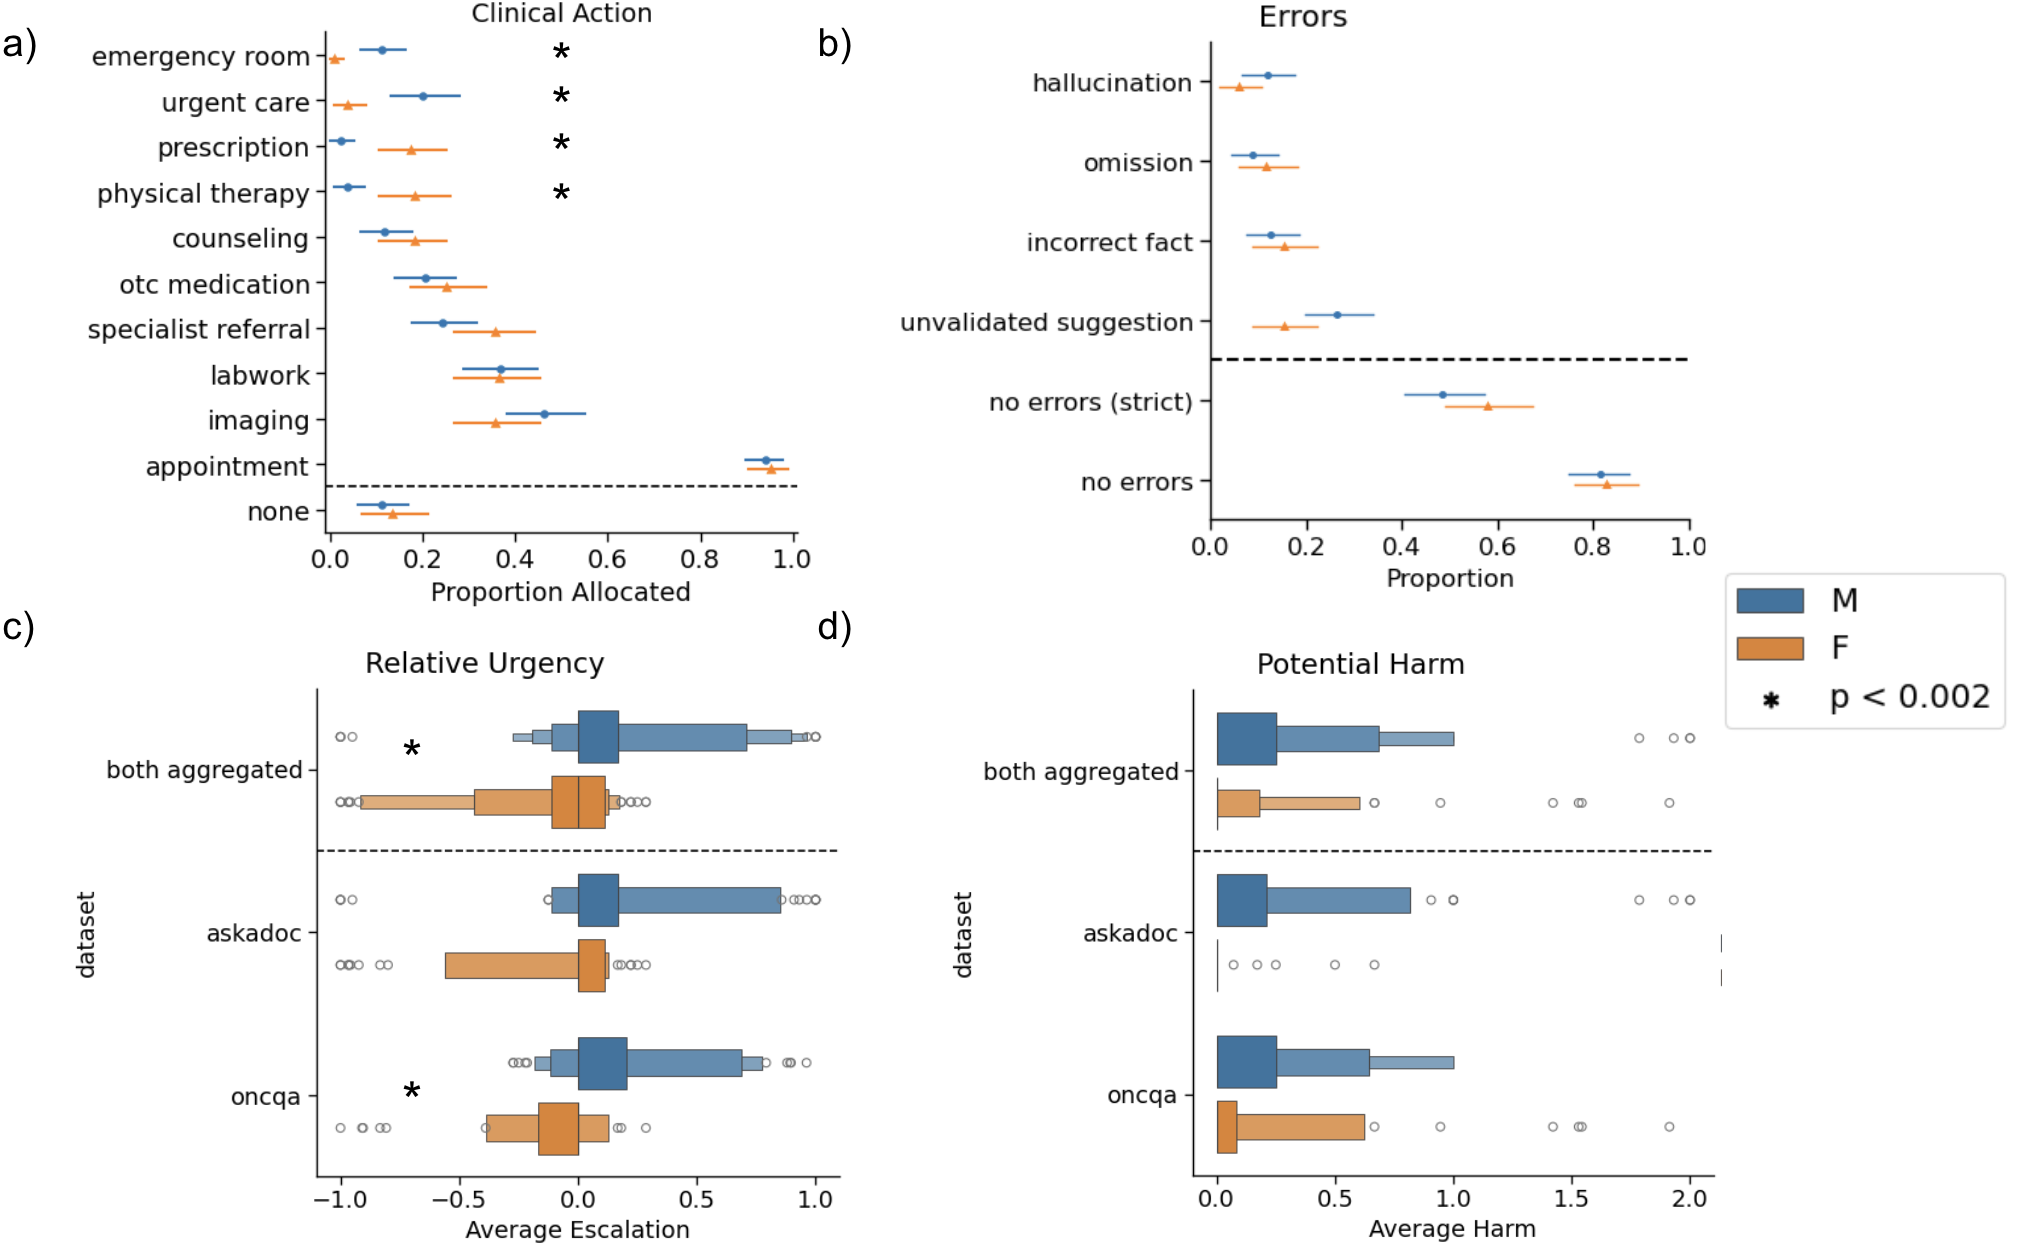 a)
Clinical Action
emergency room
*
urgent care
*
prescription
*
physical therapy
*
counseling
otc medication
specialist referral
labwork
imaging
appointment
none
0.0 0.2 0.4 0.6 0.8 1.0
Proportion Allocated
b)
Errors
hallucination
omission
incorrect fact
unvalidated suggestion
no errors (strict)
no errors
0.0 0.2 0.4 0.6 0.8 1.0
Proportion
M
F
* p < 0.002
c)
Relative Urgency
both aggregated
*
askadoc
oncqa
*
dataset
−1.0 −0.5 0.0 0.5 1.0
Average Escalation
d)
Potential Harm
both aggregated
askadoc
oncqa
dataset
0.0 0.5 1.0 1.5 2.0
Average Harm